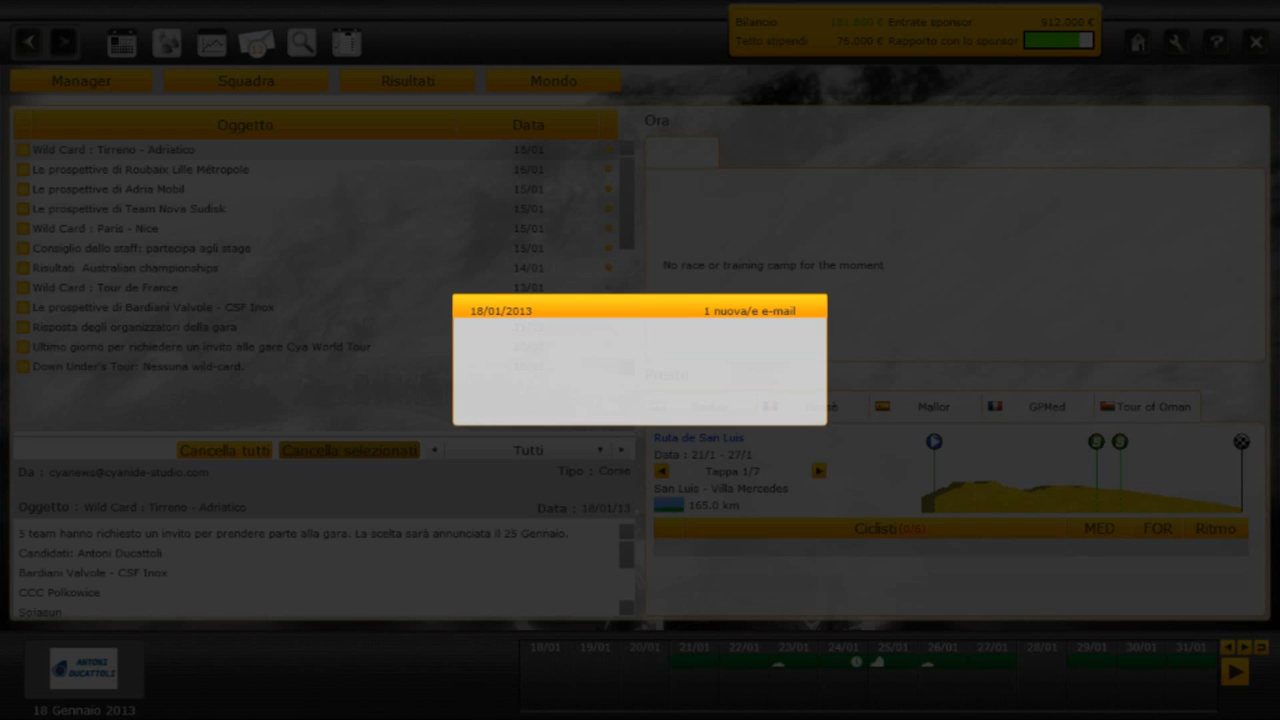 Bilancio 181.800 € Entrate sponsor 912.000 €
Tetto stipendi 76.000 € Rapporto con lo sponsor
Manager Squadra Risultati Mondo
Oggetto Data
Wild Card : Tirreno - Adriatico 18/01
Le prospettive di Roubaix Lille Métropole 16/01
Le prospettive di Adria Mobil 15/01
Le prospettive di Team Nova Sudisk 15/01
Wild Card : Paris - Nice 15/01
Consiglio dello staff: partecipa agli stage 15/01
Risultati Australian championships 14/01
Wild Card : Tour de France 13/01
Le prospettive di Bardiani Valvole - CSF Inox
Risposta degli organizzatori della gara
Ultimo giorno per richiedere un invito alle gare Cya World Tour
Down Under's Tour: Nessuna wild-card.
Ora
No race or training camp for the moment
18/01/2013 1 nuova/e e-mail
Presto
Mallor GPMed Tour of Oman
Cancella tutti Cancella selezionati Tutti
Da : cyanews@cyanide-studio.com Tipo : Corse
Oggetto : Wild Card : Tirreno - Adriatico Data : 18/01/13
5 team hanno richiesto un invito per prendere parte alla gara. La scelta sarà annunciata il 25 Gennaio.
Candidati: Antoni Ducattoli
Bardiani Valvole - CSF Inox
CCC Polkowice
Sojasun
Ruta de San Luis
Data : 21/1 - 27/1
Tappa 1/7
San Luis - Villa Mercedes
165.0 km
Ciclisti(0/6) MED FOR Ritmo
18/01 19/01 20/01 21/01 22/01 23/01 24/01 25/01 26/01 27/01 28/01 29/01 30/01 31/01
ANTONI
DUCATTOLI
18 Gennaio 2013